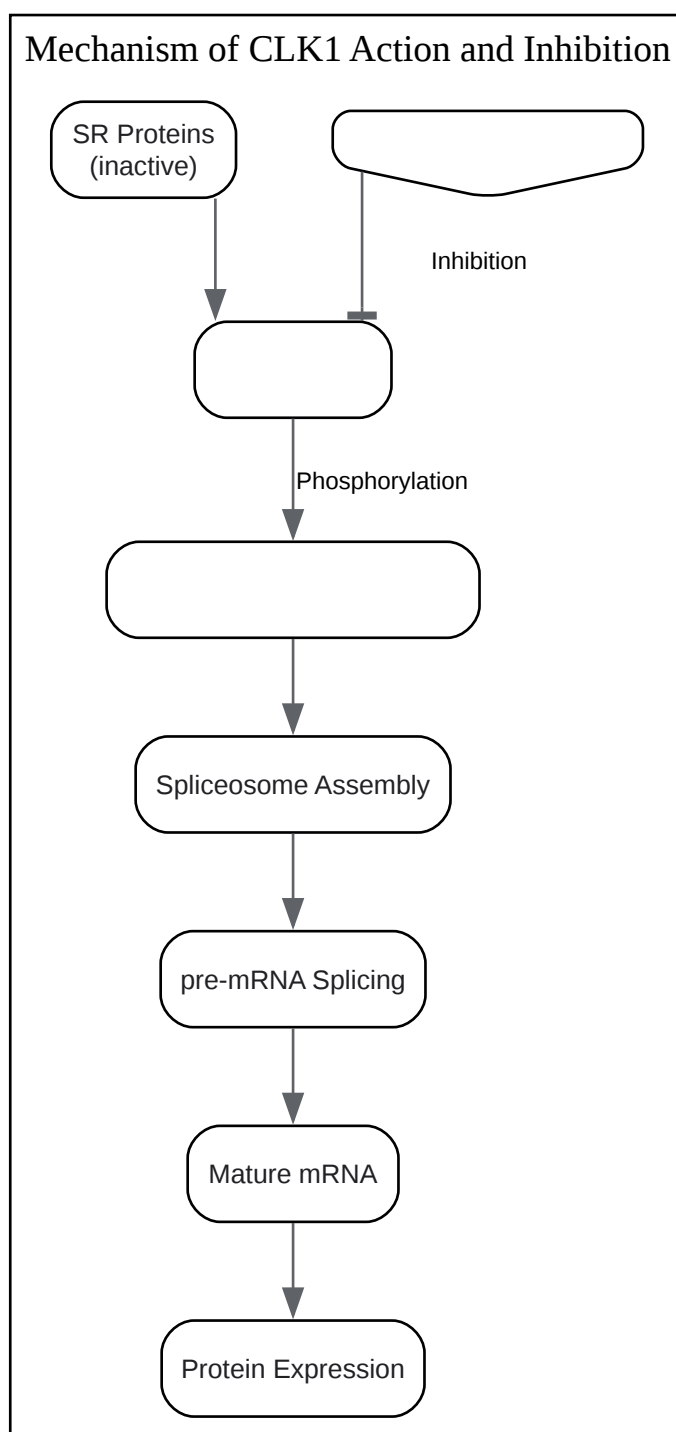 Mechanism of CLK1 Action and Inhibition
SR Proteins
(inactive)
Inhibition
Phosphorylation
Spliceosome Assembly
pre-mRNA Splicing
Mature mRNA
Protein Expression